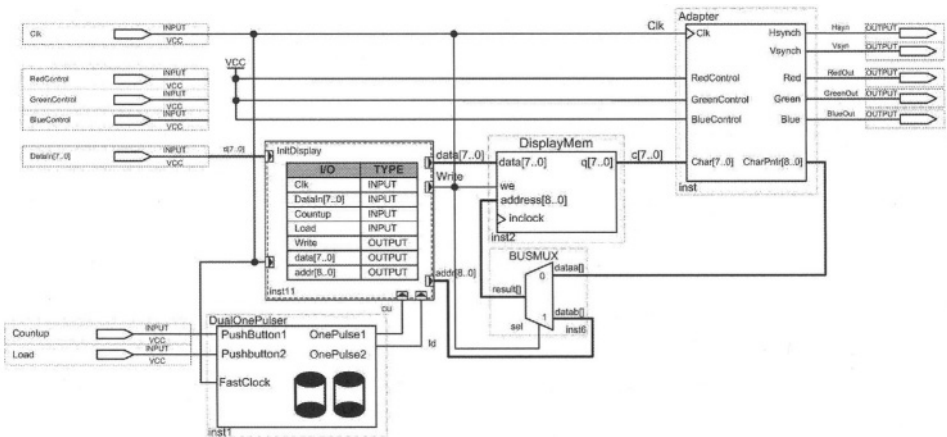 Clk INPUT VCC
RedControl INPUT VCC
GreenControl INPUT VCC
BlueControl INPUT VCC
DataIn[7..0] INPUT VCC
Countup INPUT VCC
Load INPUT VCC
VCC
d[7..0]
InitDisplay
I/O TYPE
Clk INPUT
DataIn[7..0] INPUT
Countup INPUT
Load INPUT
Write OUTPUT
data[7..0] OUTPUT
addr[8..0] OUTPUT
inst11
data[7..0]
Write
addr[8..0]
cu
ld
DualOnePulser
PushButton1 OnePulse1
Pushbutton2 OnePulse2
FastClock
inst1
DisplayMem
data[7..0] q[7..0]
we
address[8..0]
inclock
inst2
c[7..0]
BUSMUX
0 dataa[]
result[]
1 datab[]
sel
inst6
Clk
Adapter
Clk Hsynch
Vsynch
RedControl Red
GreenControl Green
BlueControl Blue
Char[7..0] CharPntr[8..0]
inst
Hsyn OUTPUT
Vsyn OUTPUT
RedOut OUTPUT
GreenOut OUTPUT
BlueOut OUTPUT